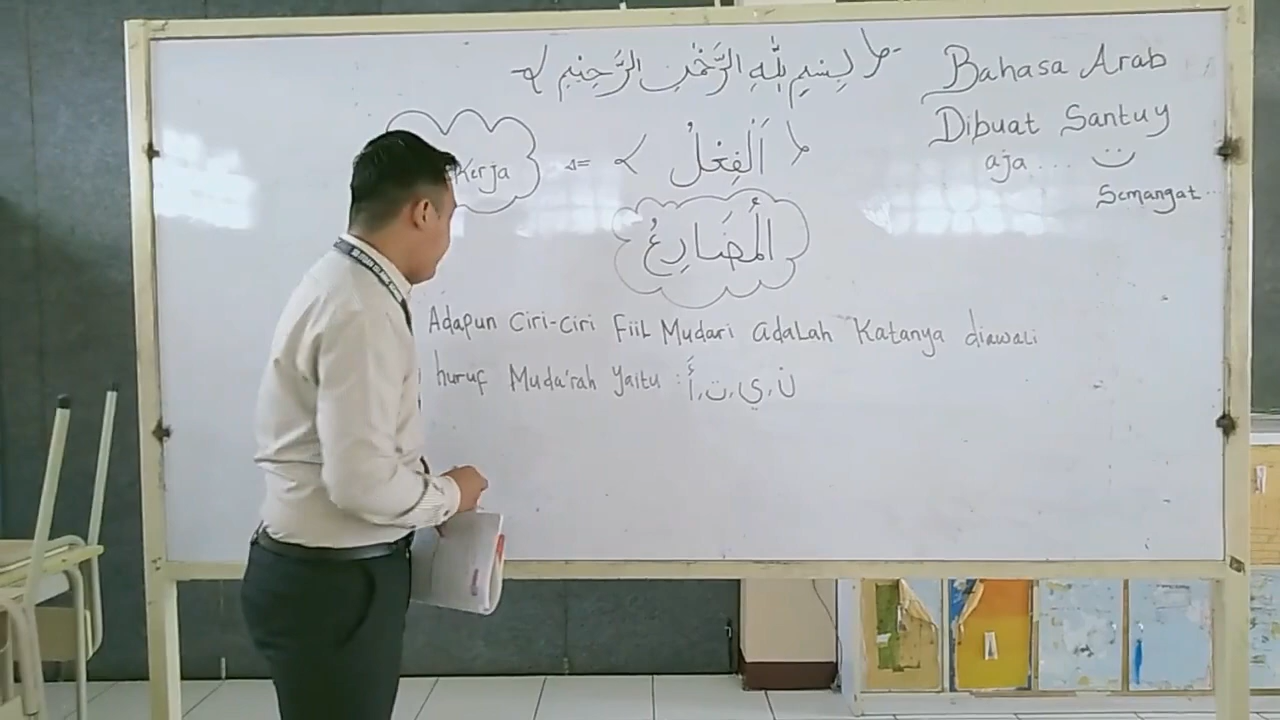 بِسْمِ اللّٰهِ الرَّحْمٰنِ الرَّحِيْمِ
Bahasa Arab
Dibuat Santuy
aja.... 
Semangat...
اَلْفِعْلُ
Kerja
الْمُضَارِعُ
Adapun Ciri-Ciri Fiil Mudari adalah Katanya diawali
huruf Muda'rah yaitu : أَ, ت, ي, ن